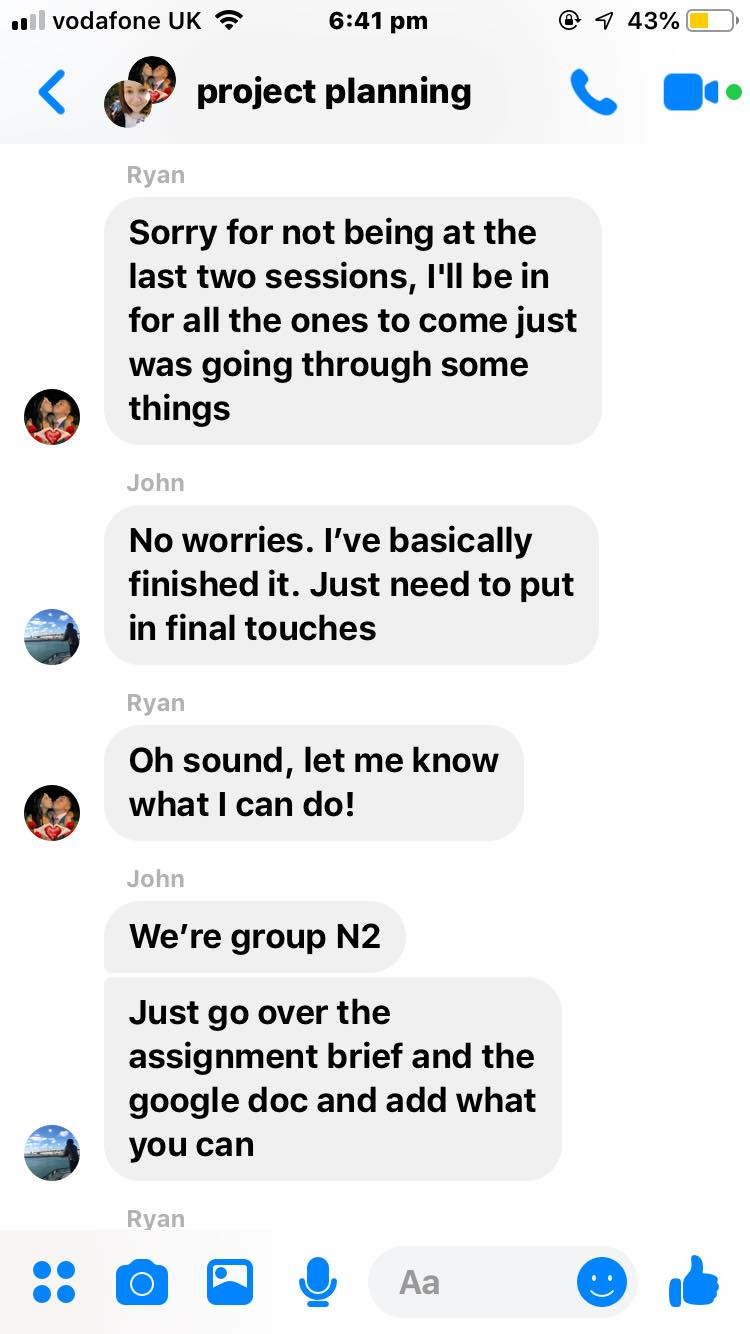 vodafone UK 6:41 pm 43%
project planning
Ryan
Sorry for not being at the
last two sessions, I'll be in
for all the ones to come just
was going through some
things
John
No worries. I’ve basically
finished it. Just need to put
in final touches
Ryan
Oh sound, let me know
what I can do!
John
We’re group N2
Just go over the
assignment brief and the
google doc and add what
you can
Ryan
Aa